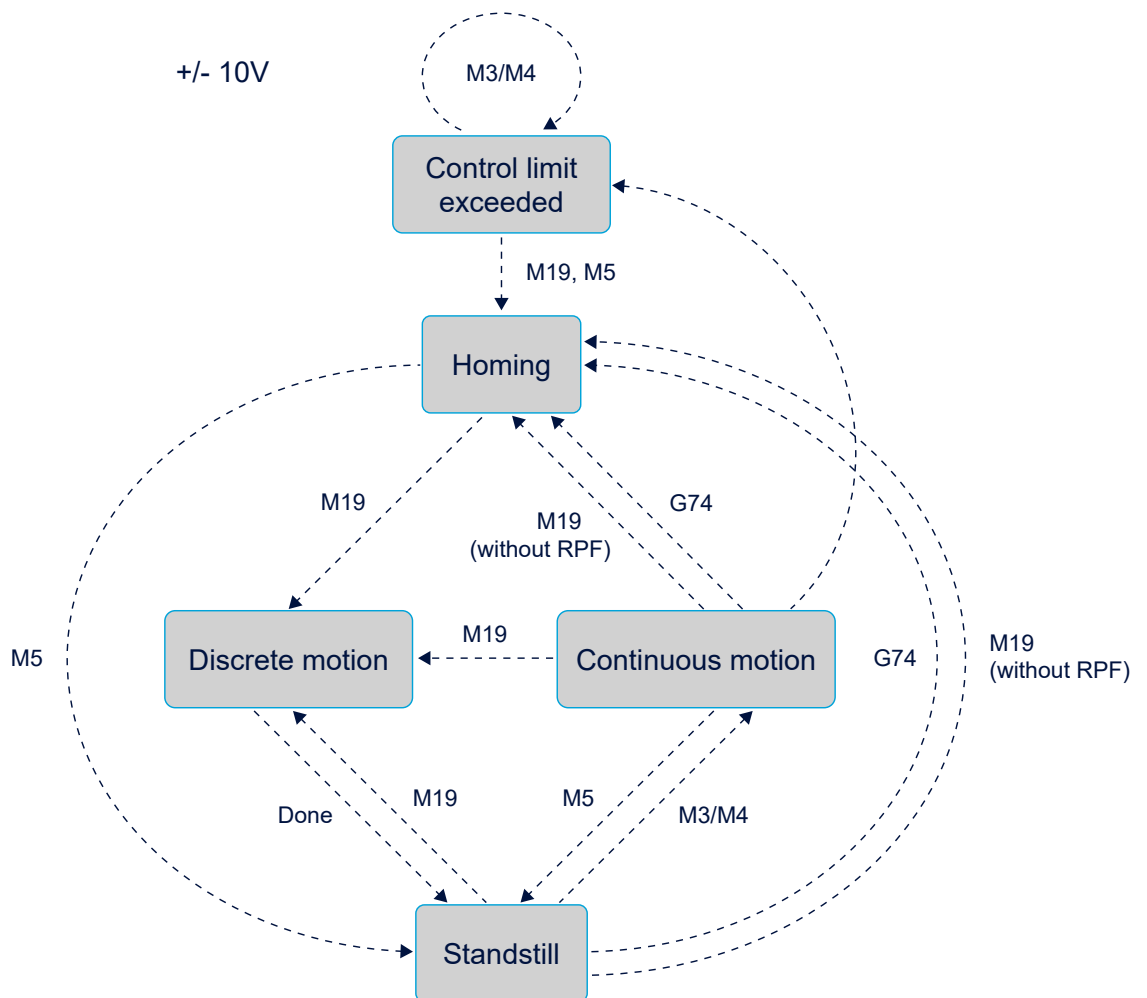 +/- 10V
M3/M4
Control limit
exceeded
M19, M5
Homing
M19
M19
(without RPF)
G74
M5
Discrete motion
M19
Continuous motion
G74
M19
(without RPF)
Done
M19
M5
M3/M4
Standstill